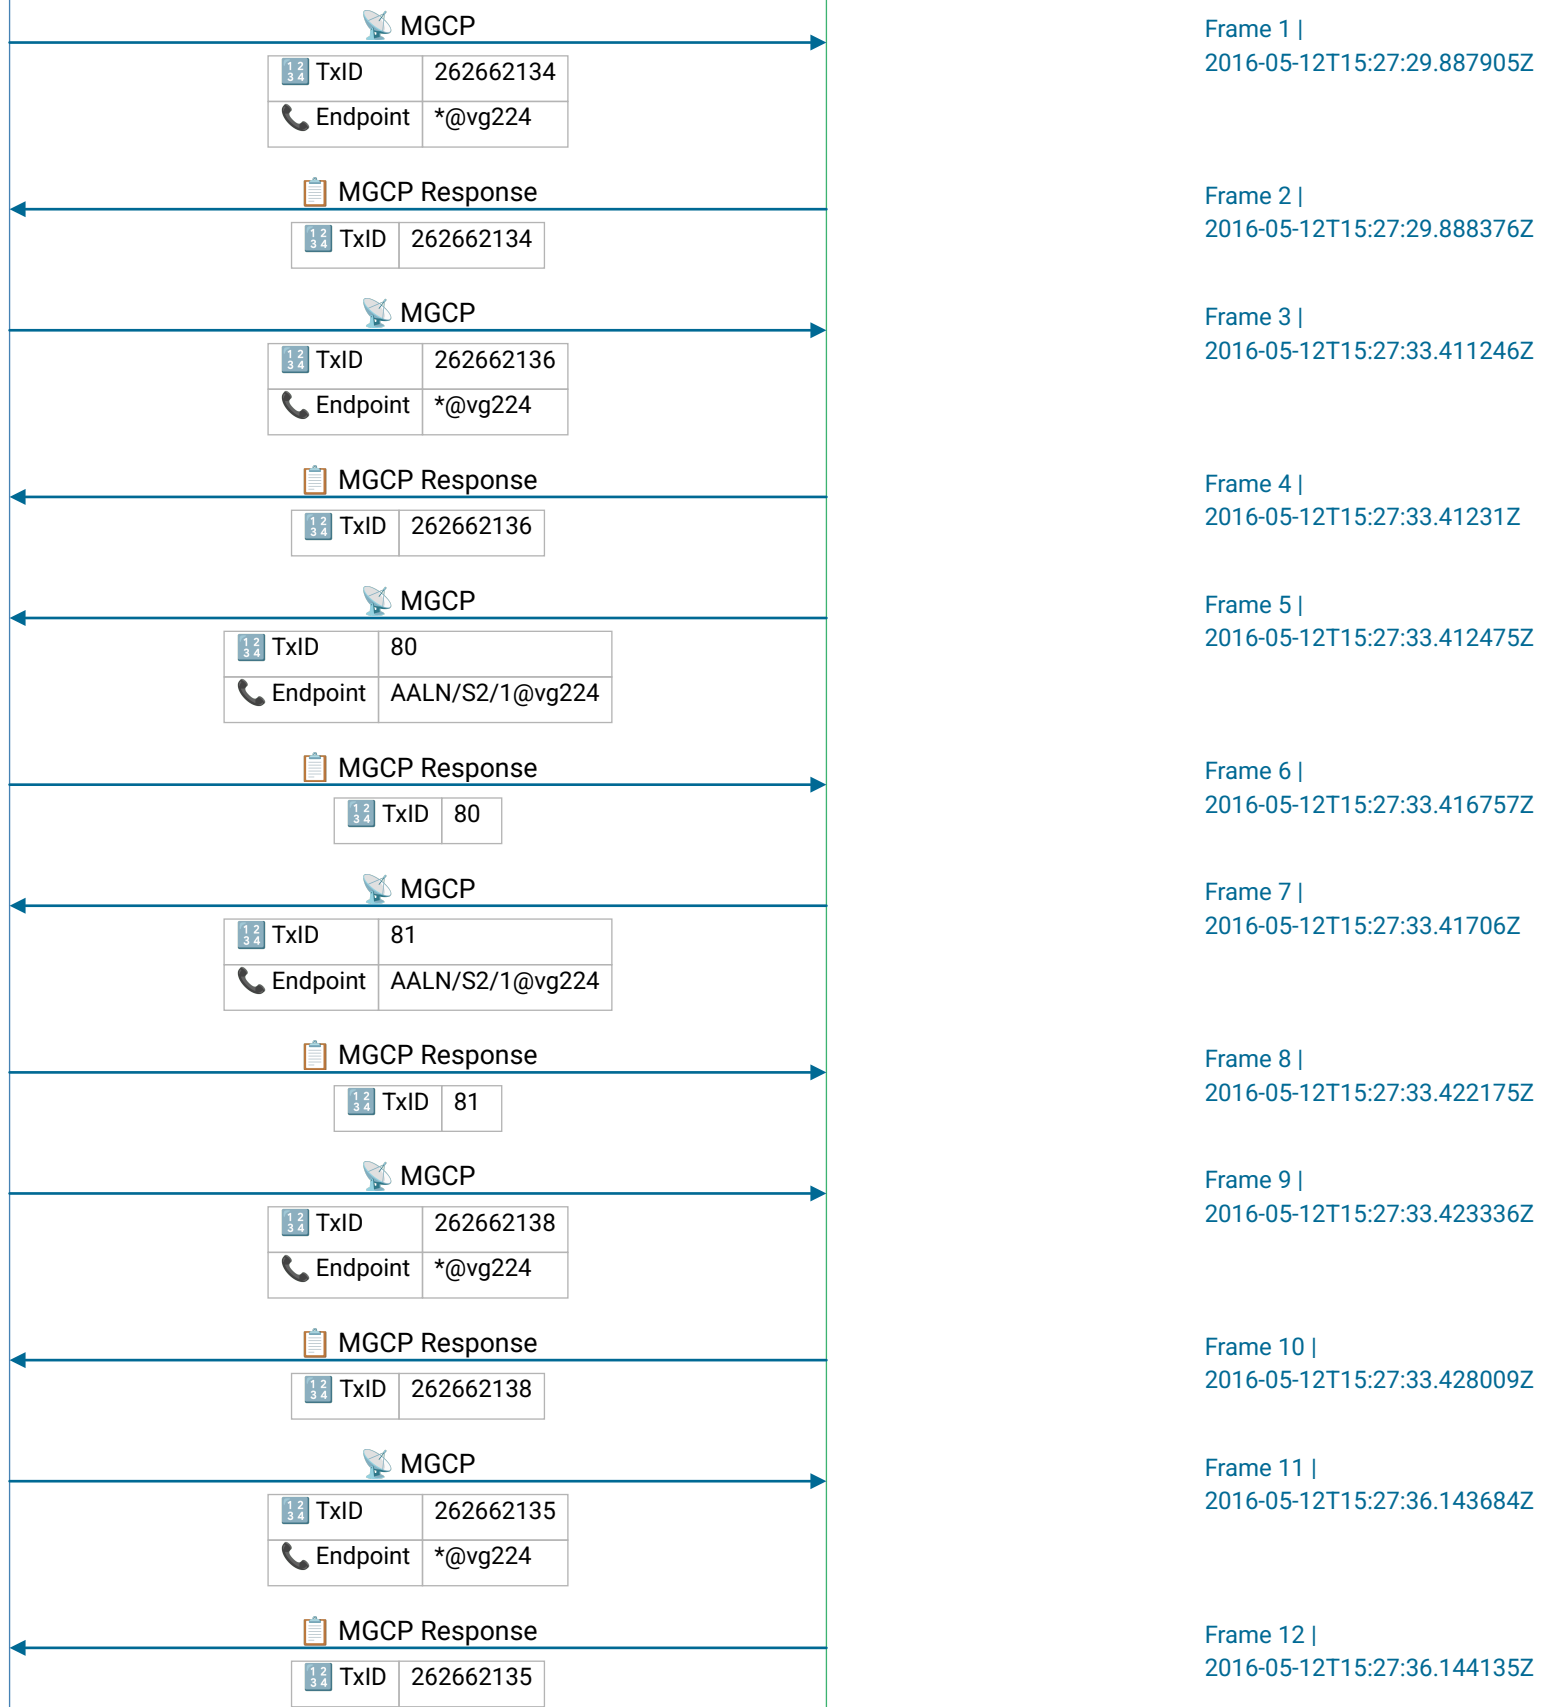 📡 MGCP
Frame 1 |
2016-05-12T15:27:29.887905Z
🔢 TxID 262662134
📞 Endpoint *@vg224
📋 MGCP Response
Frame 2 |
2016-05-12T15:27:29.888376Z
🔢 TxID 262662134
📡 MGCP
Frame 3 |
2016-05-12T15:27:33.411246Z
🔢 TxID 262662136
📞 Endpoint *@vg224
📋 MGCP Response
Frame 4 |
2016-05-12T15:27:33.41231Z
🔢 TxID 262662136
📡 MGCP
Frame 5 |
2016-05-12T15:27:33.412475Z
🔢 TxID 80
📞 Endpoint AALN/S2/1@vg224
📋 MGCP Response
Frame 6 |
2016-05-12T15:27:33.416757Z
🔢 TxID 80
📡 MGCP
Frame 7 |
2016-05-12T15:27:33.41706Z
🔢 TxID 81
📞 Endpoint AALN/S2/1@vg224
📋 MGCP Response
Frame 8 |
2016-05-12T15:27:33.422175Z
🔢 TxID 81
📡 MGCP
Frame 9 |
2016-05-12T15:27:33.423336Z
🔢 TxID 262662138
📞 Endpoint *@vg224
📋 MGCP Response
Frame 10 |
2016-05-12T15:27:33.428009Z
🔢 TxID 262662138
📡 MGCP
Frame 11 |
2016-05-12T15:27:36.143684Z
🔢 TxID 262662135
📞 Endpoint *@vg224
📋 MGCP Response
Frame 12 |
2016-05-12T15:27:36.144135Z
🔢 TxID 262662135